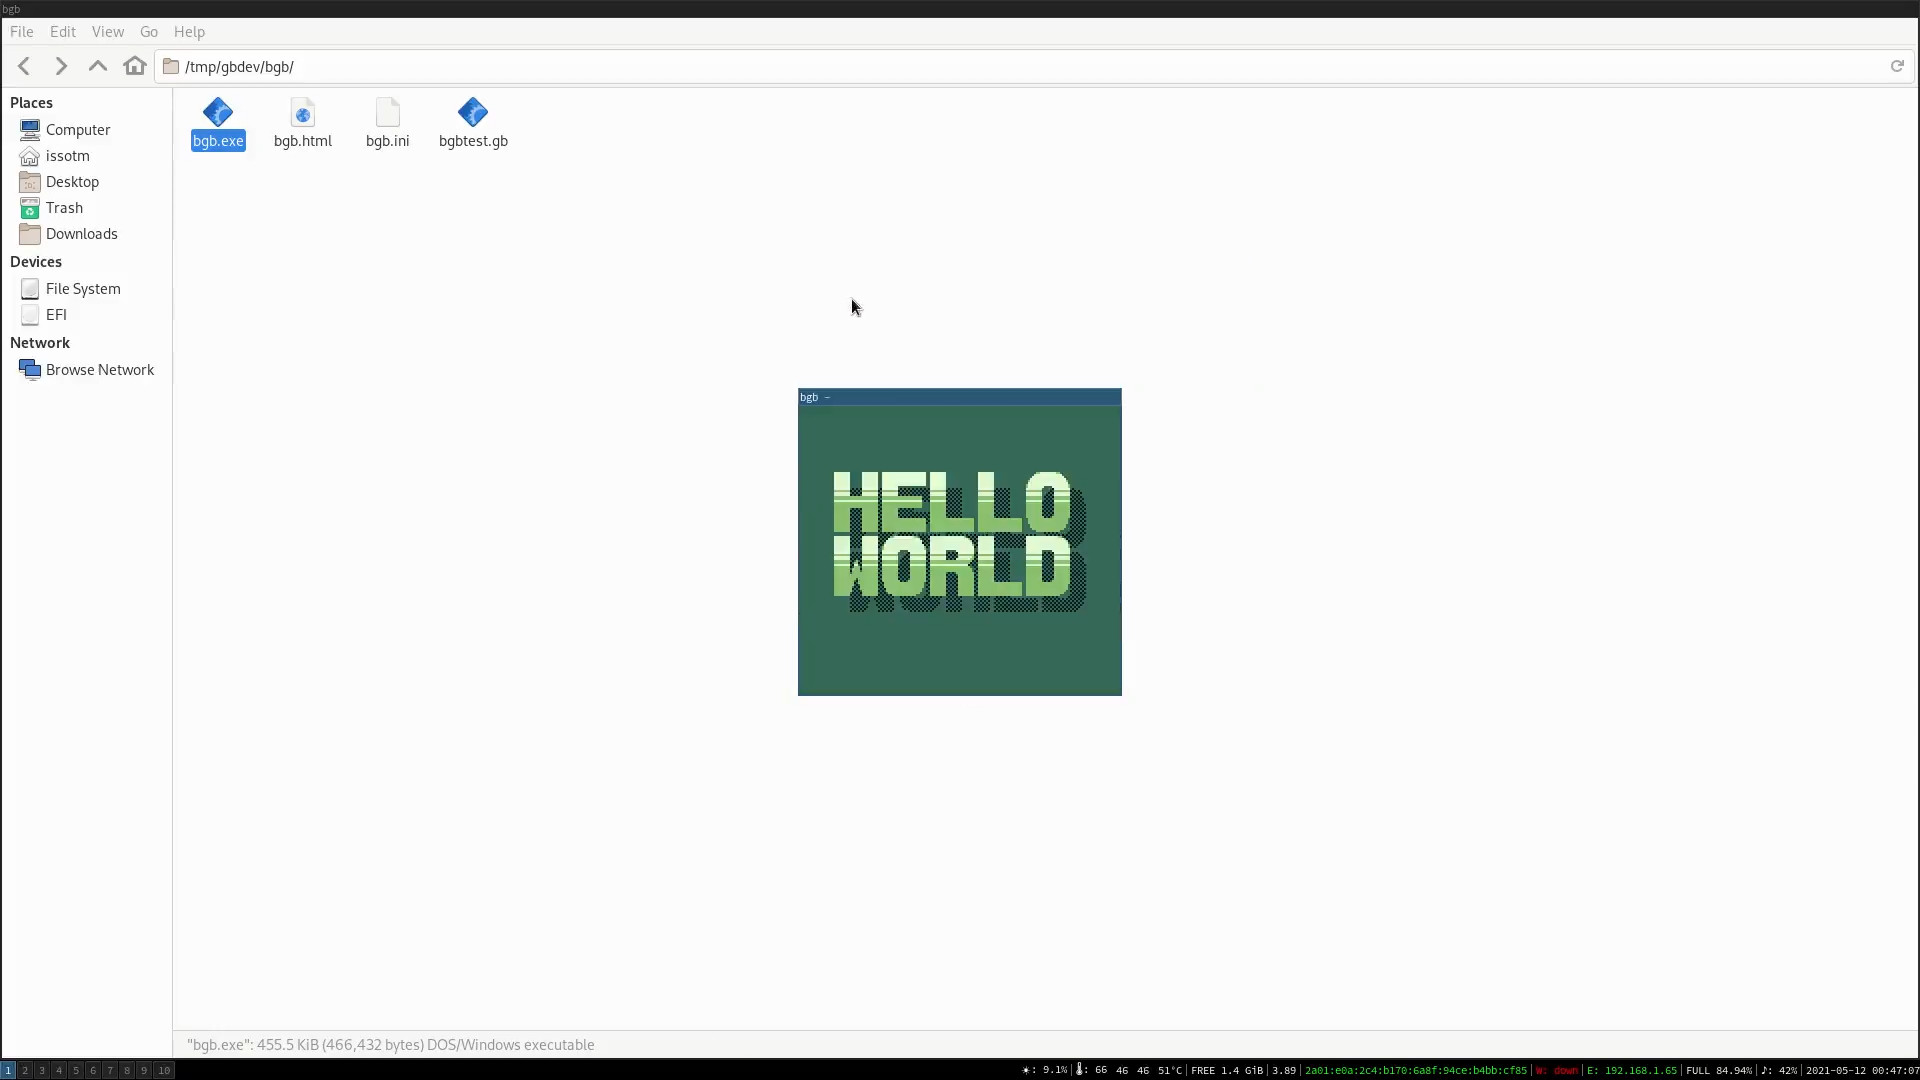 bgb
File Edit View Go Help
/tmp/gbdev/bgb/
Places
Computer
issotm
Desktop
Trash
Downloads
Devices
File System
EFI
Network
Browse Network
bgb.exe bgb.html bgb.ini bgbtest.gb
bgb -
HELLO
WORLD
"bgb.exe": 455.5 KiB (466,432 bytes) DOS/Windows executable
1 2 3 4 5 6 7 8 9 10
: 9.1% | : 66 46 46 51°C | FREE 1.4 GiB | 3.89 | 2a01:e0a:2c4:b170:6a8f:94ce:b4bb:cf85 | W: down | E: 192.168.1.65 | FULL 84.94% | ♪: 42% | 2021-05-12 00:47:07